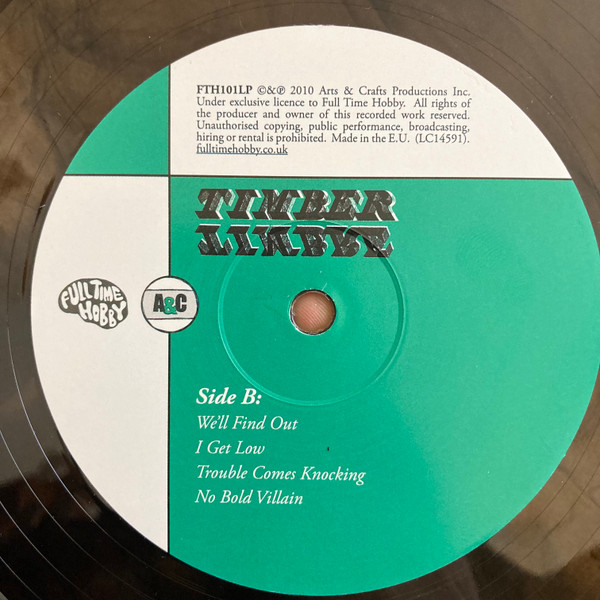 FTH101LP ©&℗ 2010 Arts & Crafts Productions Inc.
Under exclusive licence to Full Time Hobby. All rights of
the producer and owner of this recorded work reserved.
Unauthorised copying, public performance, broadcasting,
hiring or rental is prohibited. Made in the E.U. (LC14591).
fulltimehobby.co.uk
TIMBER
TIMBER
FULL TIME
HOBBY
A&C
Side B:
We'll Find Out
I Get Low
Trouble Comes Knocking
No Bold Villain